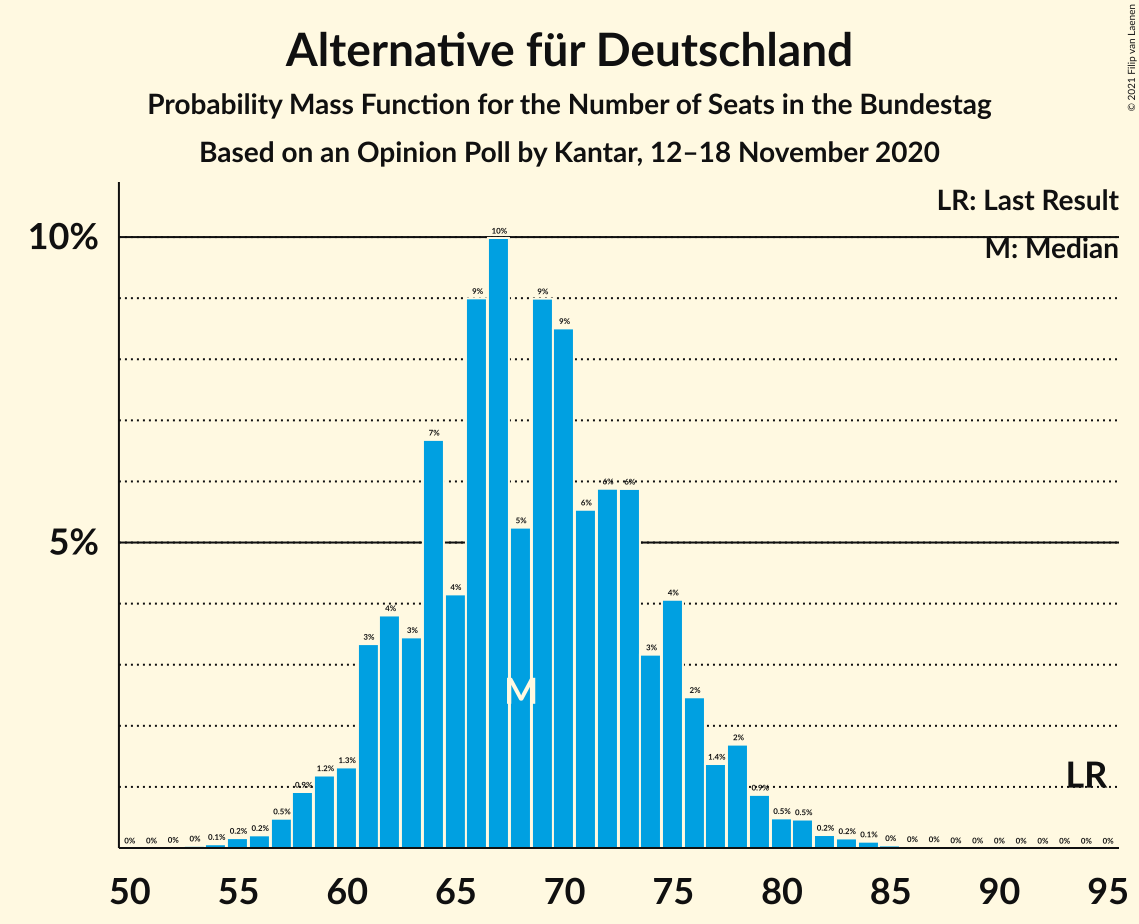 Alternative für Deutschland
Probability Mass Function for the Number of Seats in the Bundestag
Based on an Opinion Poll by Kantar, 12–18 November 2020
© 2021 Filip van Laenen
LR: Last Result
M: Median
10%
5%
0% 0% 0% 0% 0.1% 0.2% 0.2% 0.5% 0.9% 1.2% 1.3% 3% 4% 3% 7% 4% 9% 10% 5% 9% 9% 6% 6% 6% 3% 4% 2% 1.4% 2% 0.9% 0.5% 0.5% 0.2% 0.2% 0.1% 0% 0% 0% 0% 0% 0% 0% 0% 0% 0% 0%
M
LR
50 55 60 65 70 75 80 85 90 95